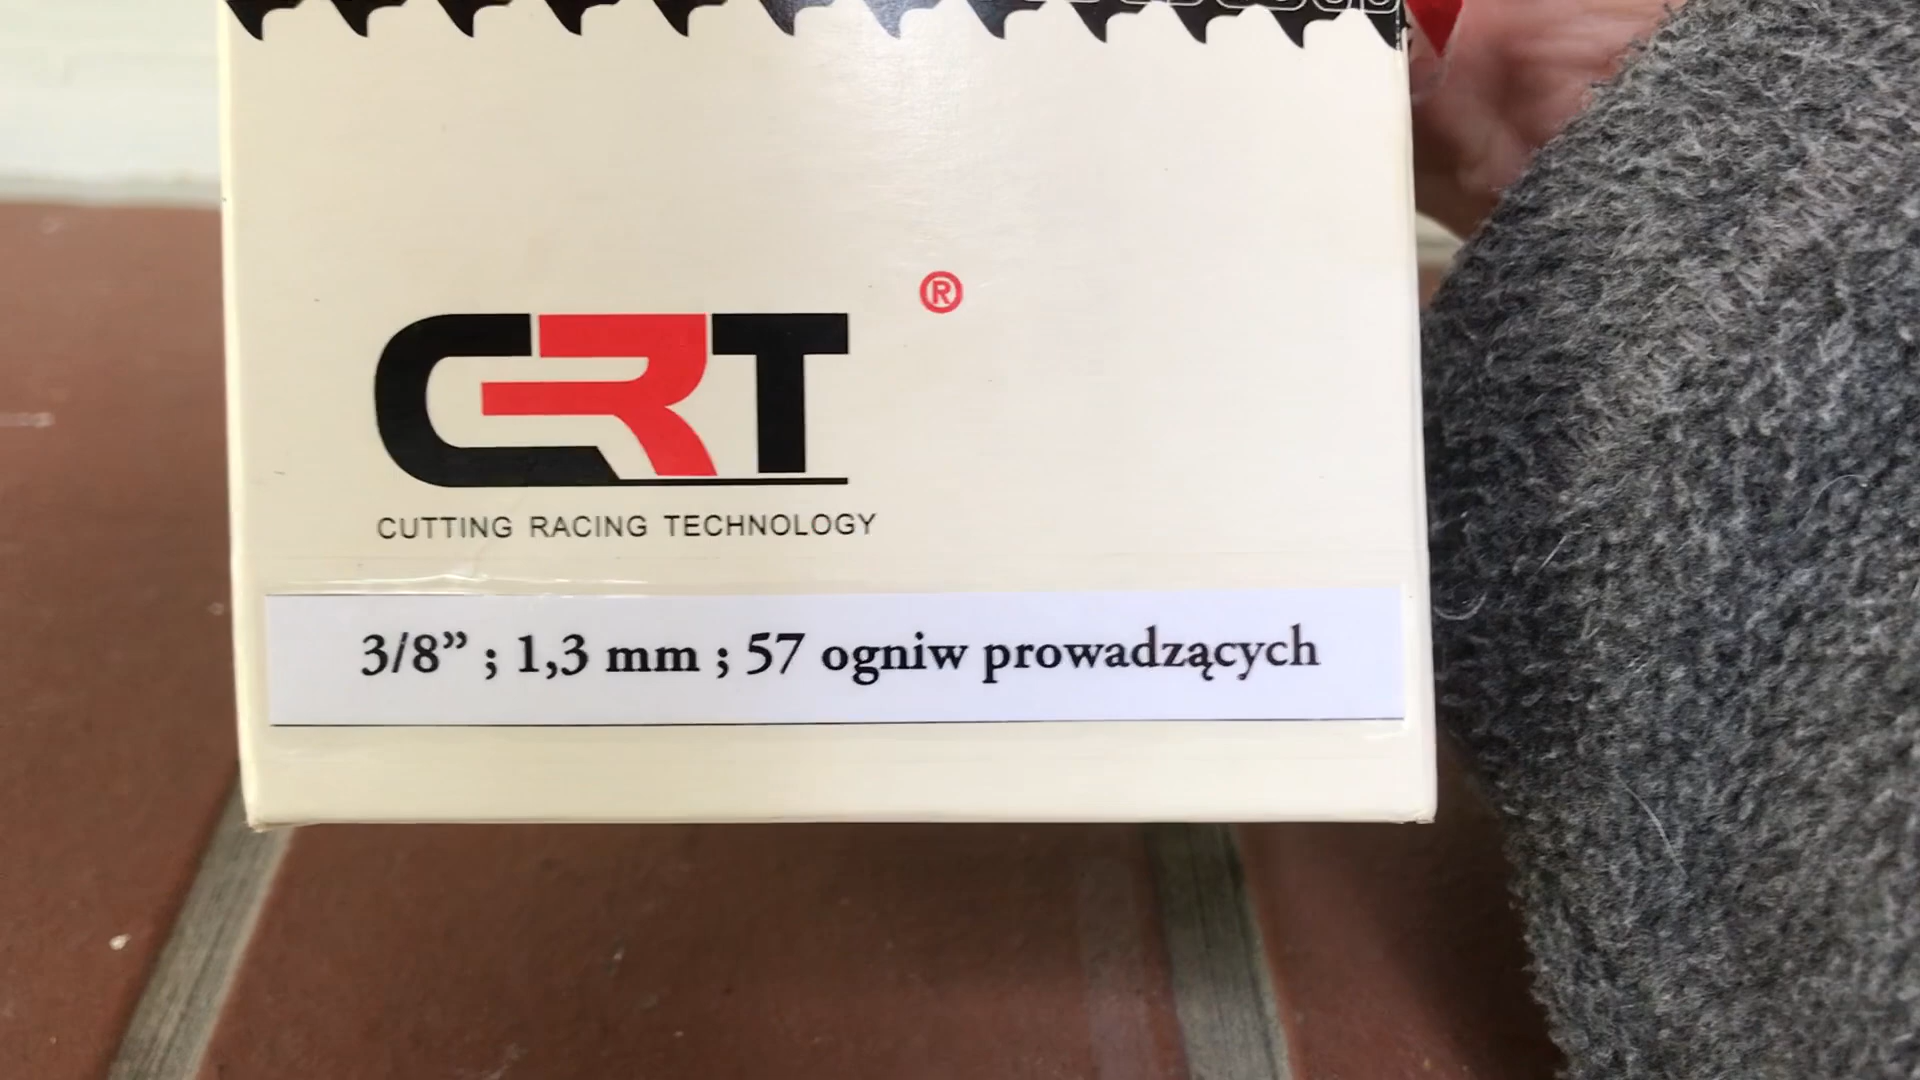 CRT ®
CUTTING RACING TECHNOLOGY
3/8” ; 1,3 mm ; 57 ogniw prowadzących